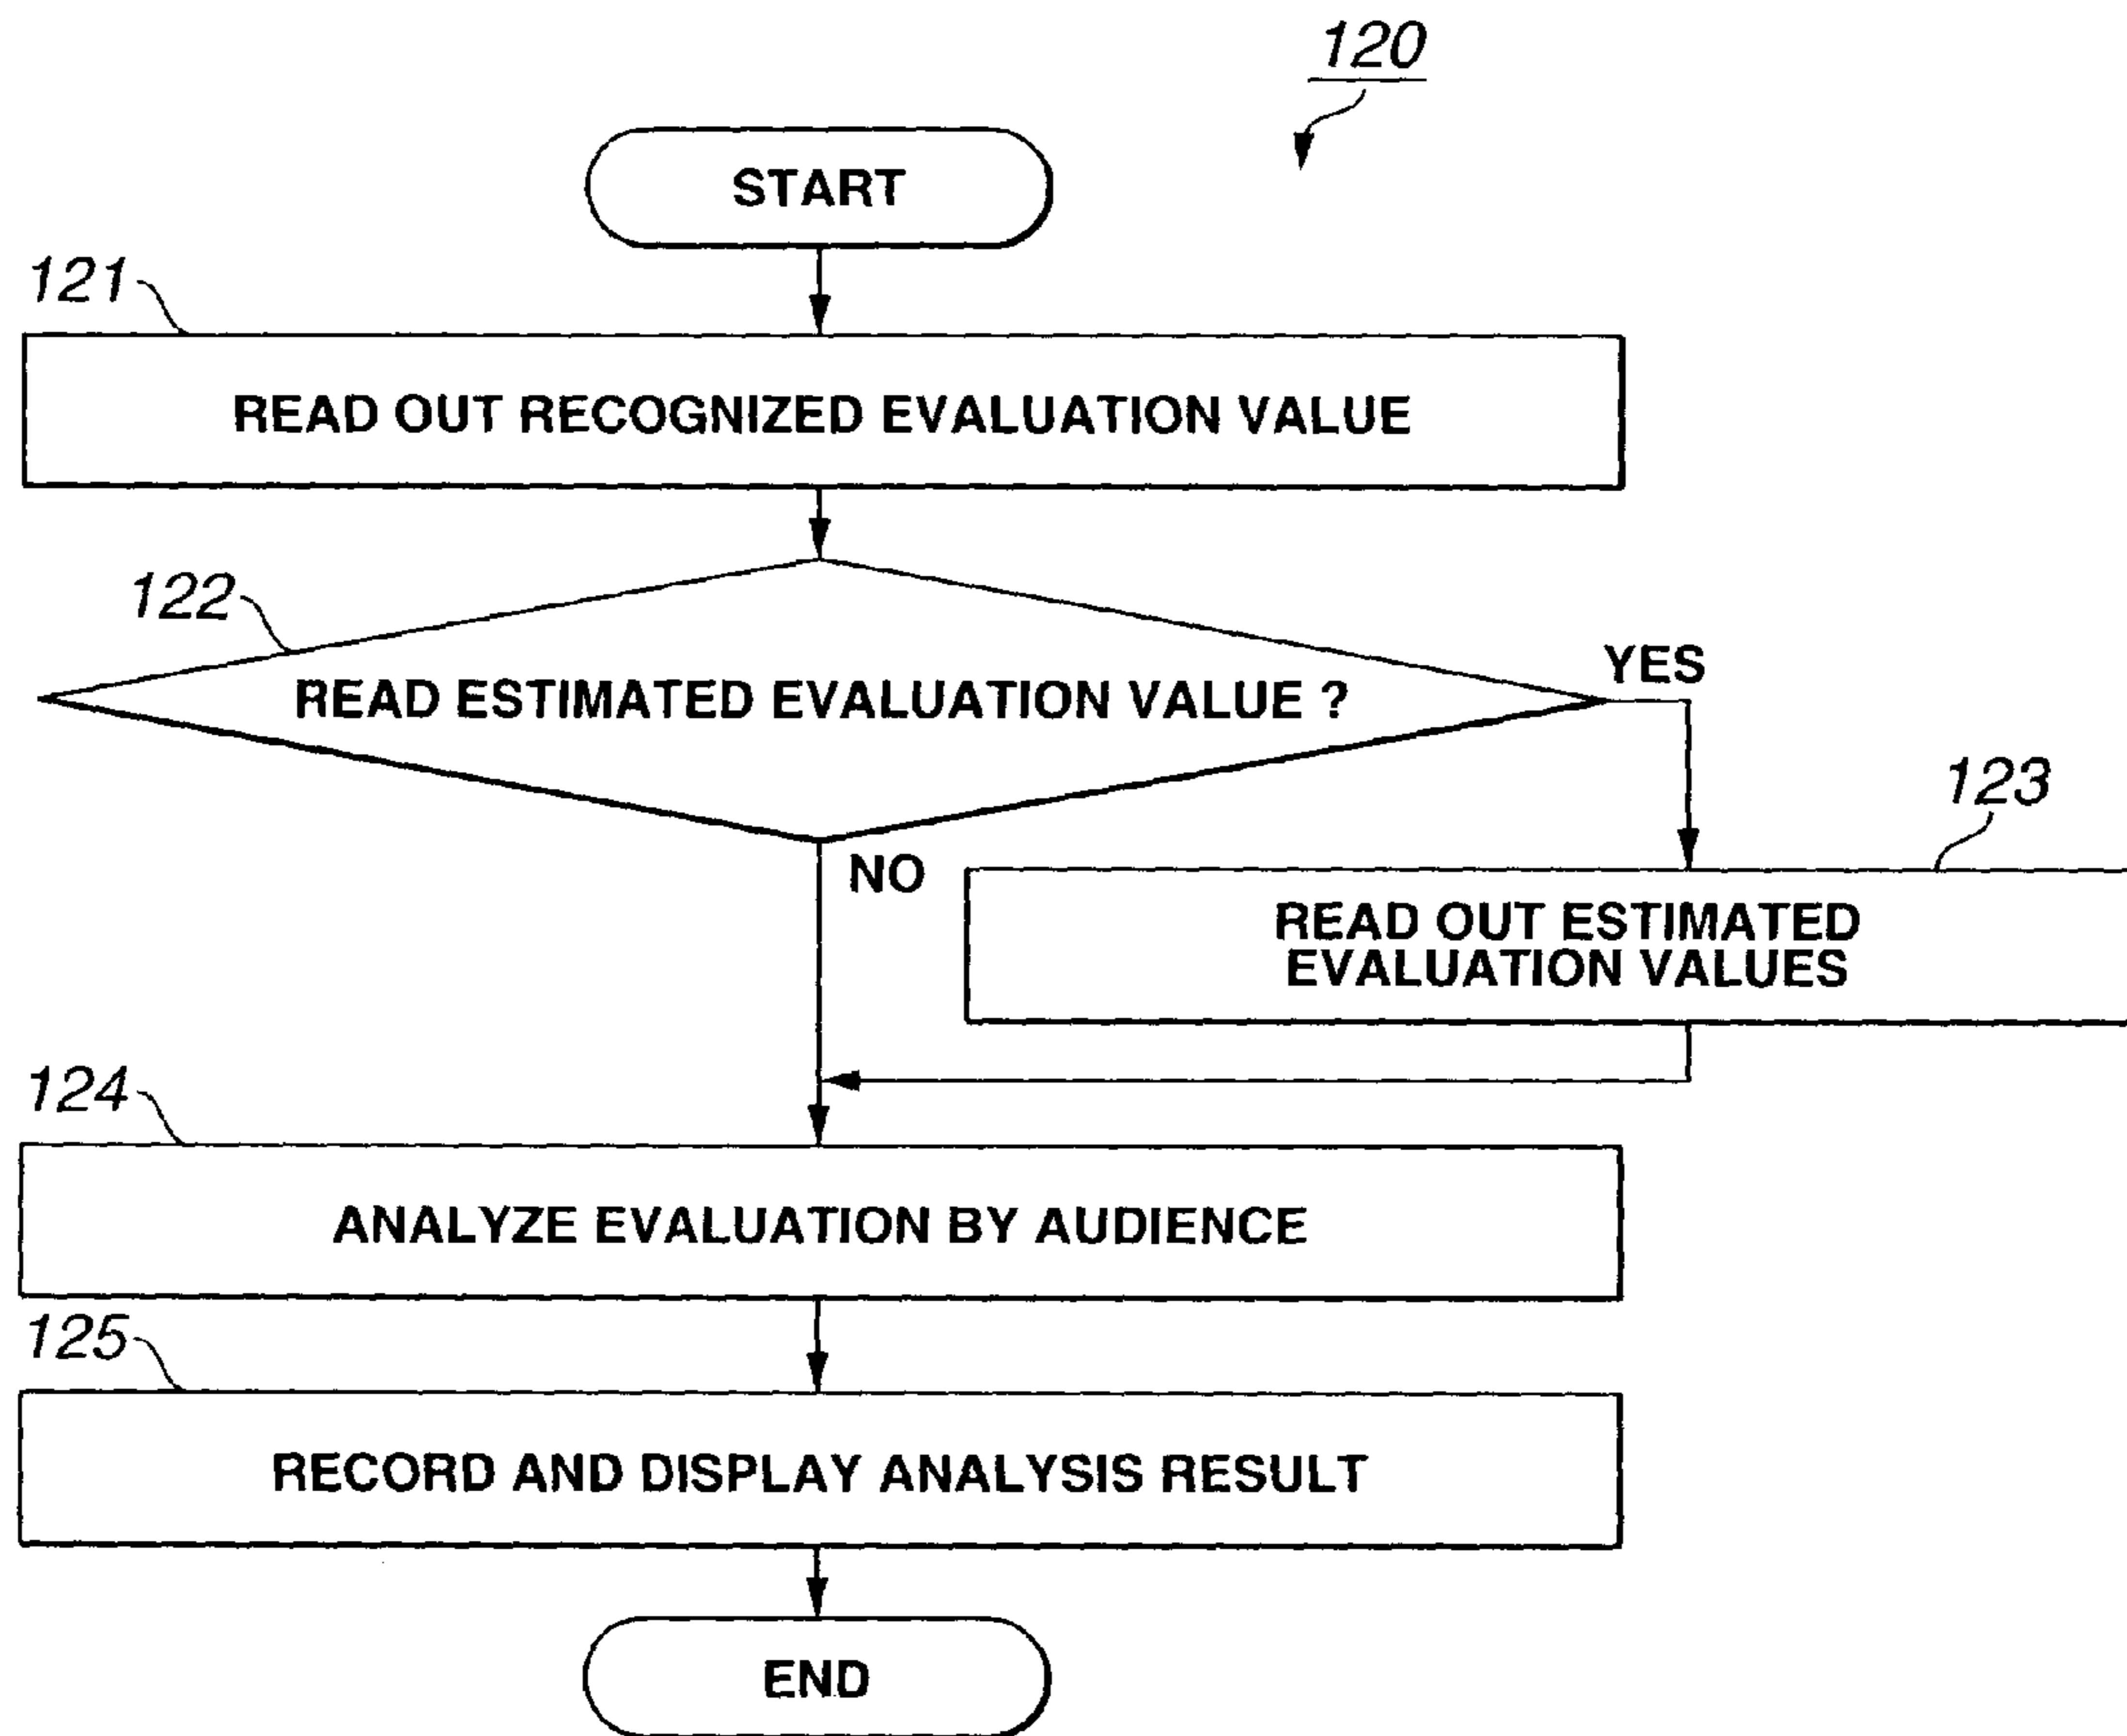 120
START
121
READ OUT RECOGNIZED EVALUATION VALUE
122
READ ESTIMATED EVALUATION VALUE ?
YES
123
NO
READ OUT ESTIMATED
EVALUATION VALUES
124
ANALYZE EVALUATION BY AUDIENCE
125
RECORD AND DISPLAY ANALYSIS RESULT
END